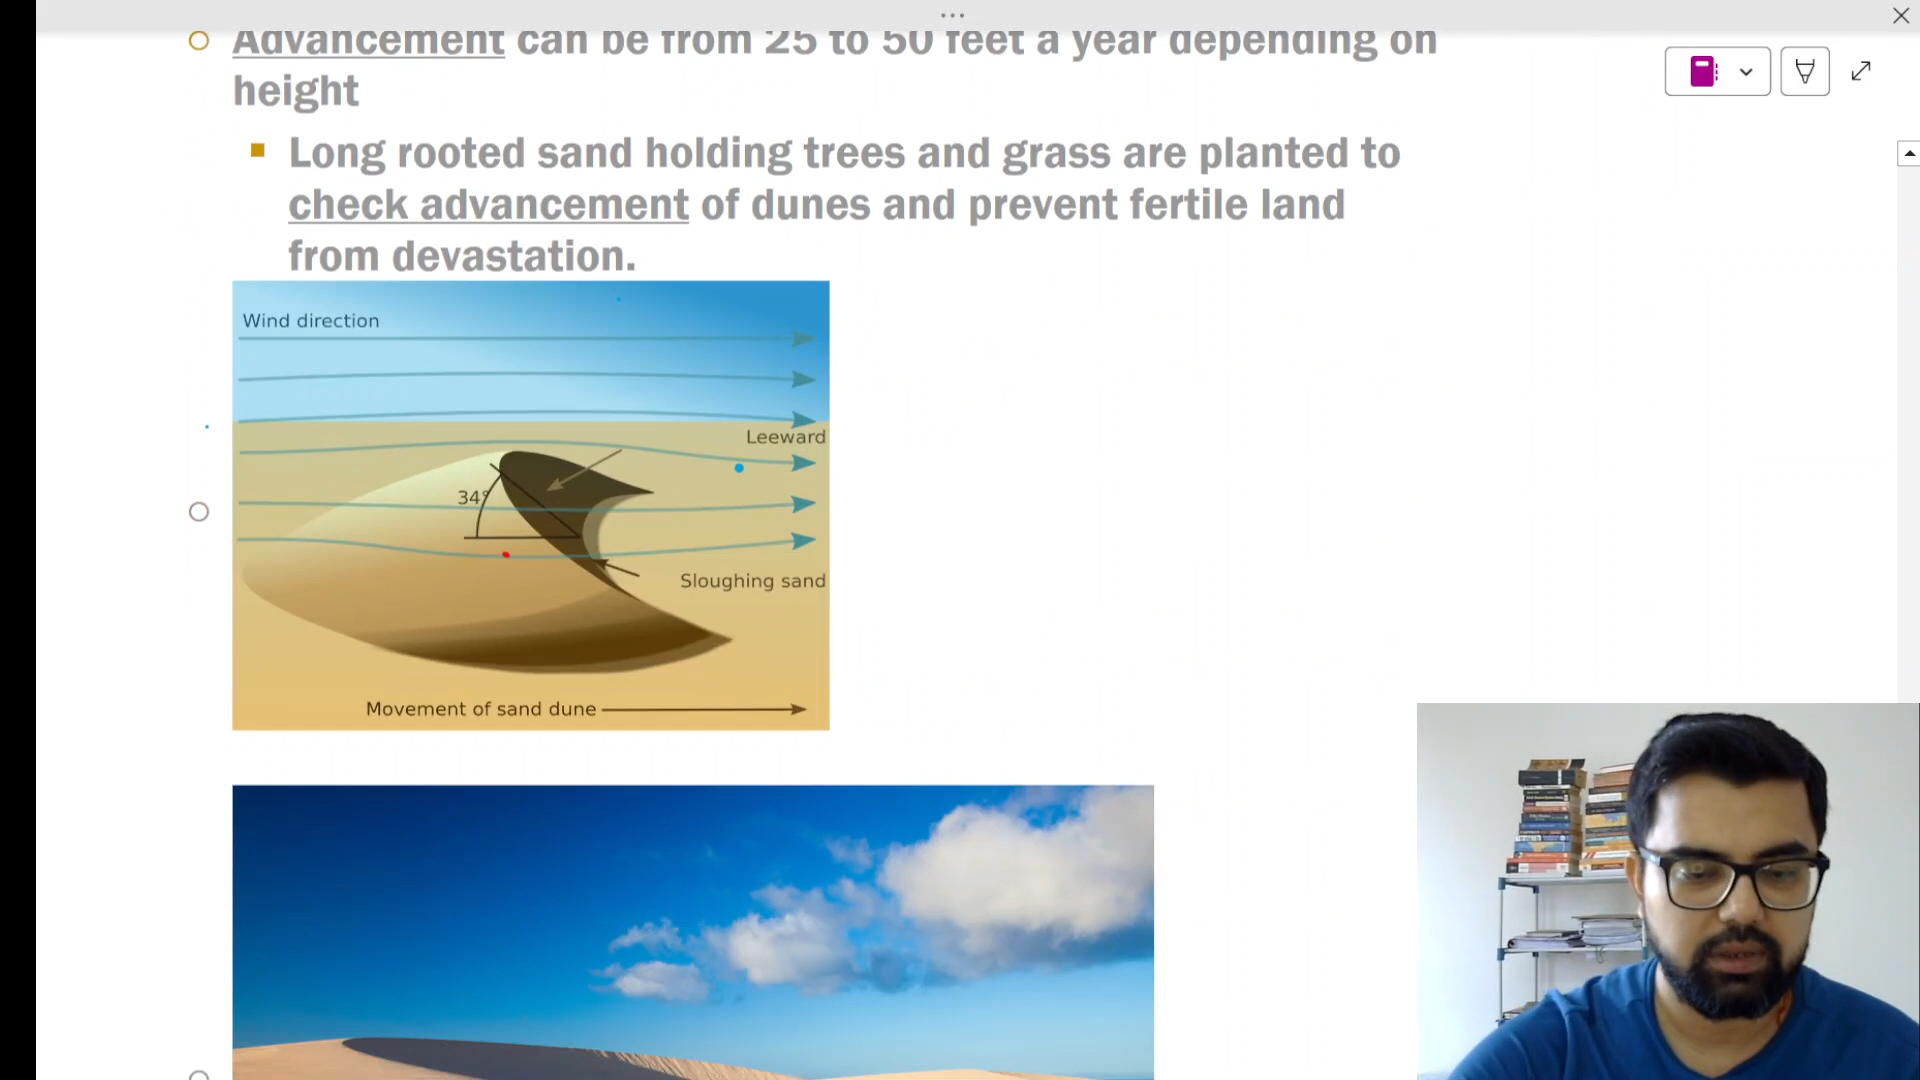 Advancement can be from 25 to 50 feet a year depending on
height
Long rooted sand holding trees and grass are planted to
check advancement of dunes and prevent fertile land
from devastation.
Wind direction
Leeward
34°
Sloughing sand
Movement of sand dune